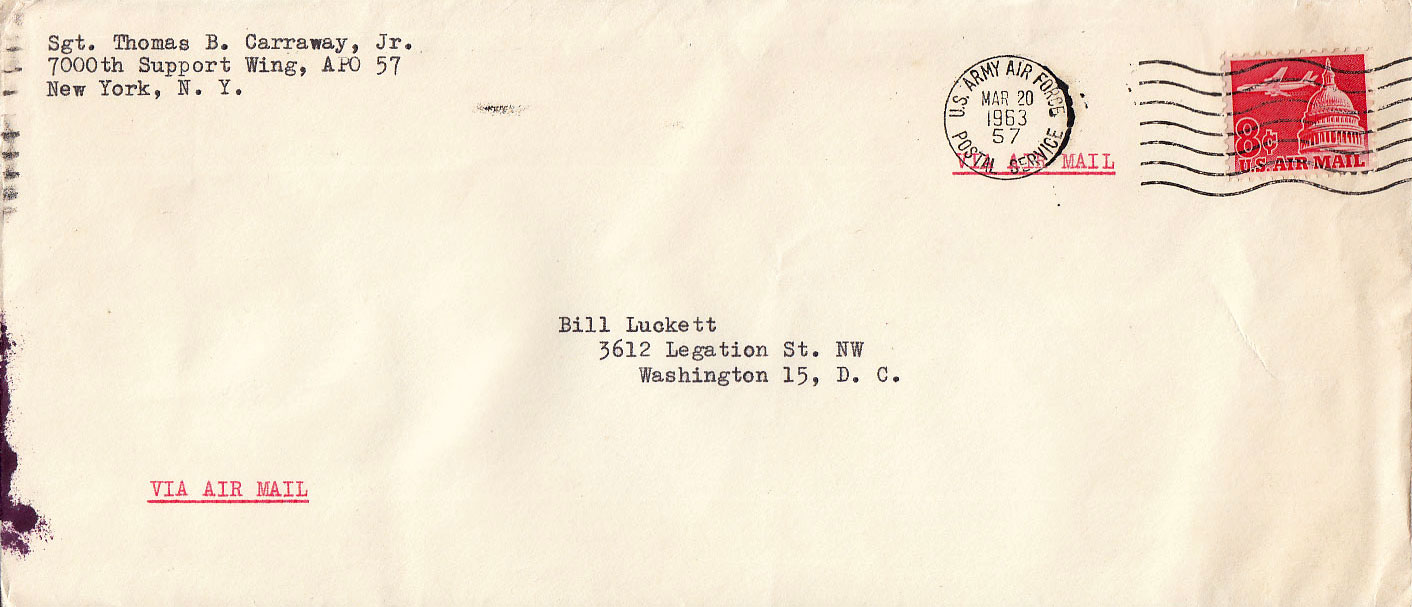 Sgt. Thomas B. Carraway, Jr.
7000th Support Wing, APO 57
New York, N. Y.
U.S. ARMY AIR FORCE
MAR 20
1963
57
POSTAL SERVICE
VIA AIR MAIL
8¢
U.S. AIR MAIL
Bill Luckett
3612 Legation St. NW
Washington 15, D. C.
VIA AIR MAIL